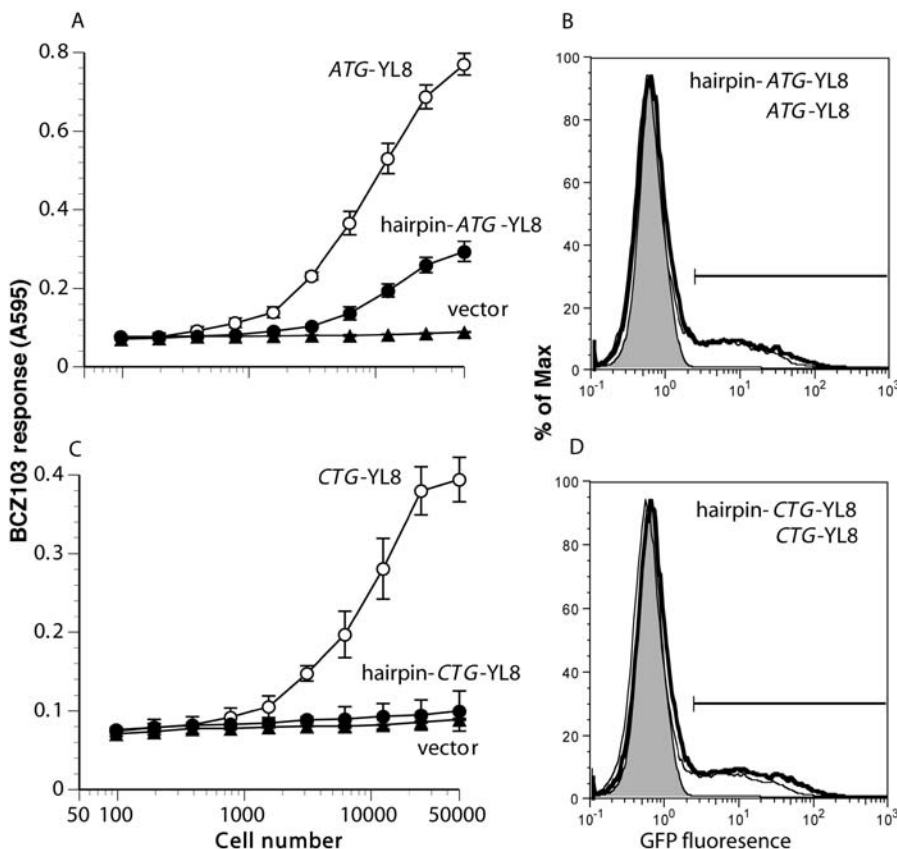 A
BCZ103 response (A595)
0.8
0.6
0.4
0.2
0
ATG-YL8
hairpin-ATG-YL8
vector
B
% of Max
100
80
60
40
20
0
hairpin-ATG-YL8
ATG-YL8
10-1 100 101 102 103
C
0.4
0.3
0.2
0.1
0
CTG-YL8
hairpin-CTG-YL8
vector
50 100 1000 10000 50000
Cell number
D
100
80
60
40
20
0
hairpin-CTG-YL8
CTG-YL8
10-1 100 101 102 103
GFP fluoresence